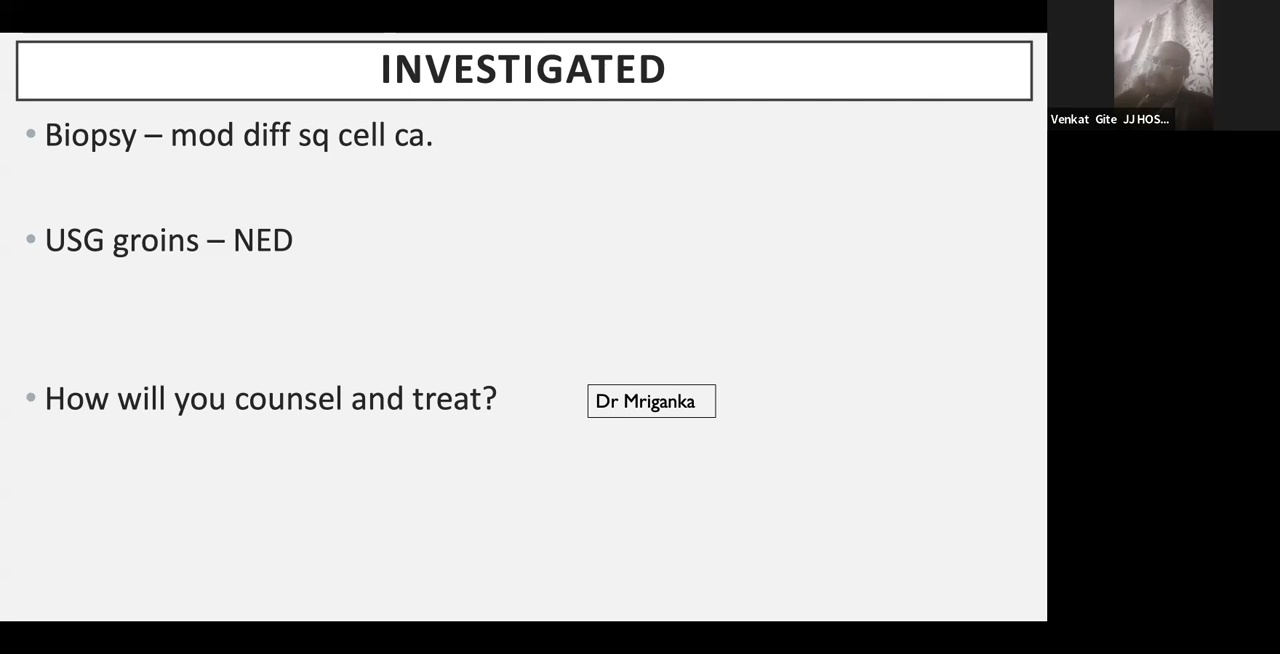 INVESTIGATED
• Biopsy – mod diff sq cell ca.
• USG groins – NED
• How will you counsel and treat?
Dr Mriganka
Venkat Gite JJ HOS...